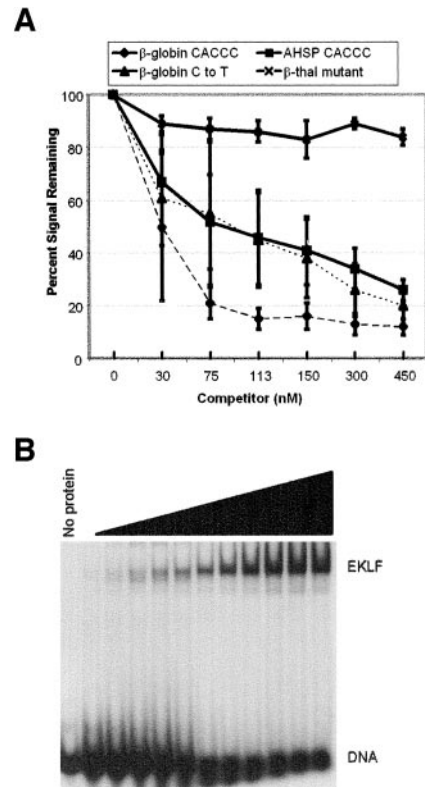 A
β-globin CACCC
AHSP CACCC
β-globin C to T
β-thal mutant
Percent Signal Remaining
100
80
60
40
20
0
0 30 75 113 150 300 450
Competitor (nM)
B
No protein
EKLF
DNA